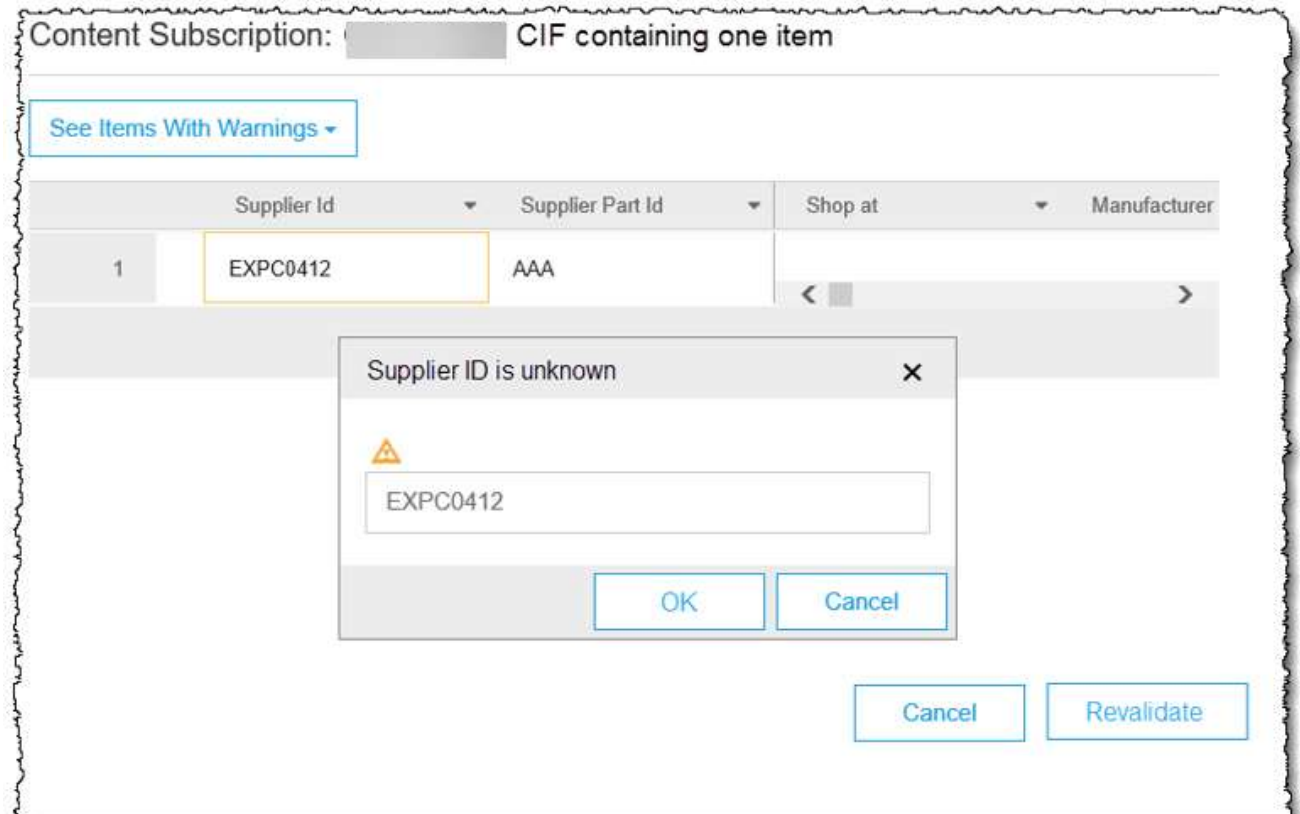 Content Subscription: CIF containing one item
See Items With Warnings
Supplier Id Supplier Part Id Shop at Manufacturer
1 EXPC0412 AAA
Supplier ID is unknown
EXPC0412
OK Cancel
Cancel Revalidate